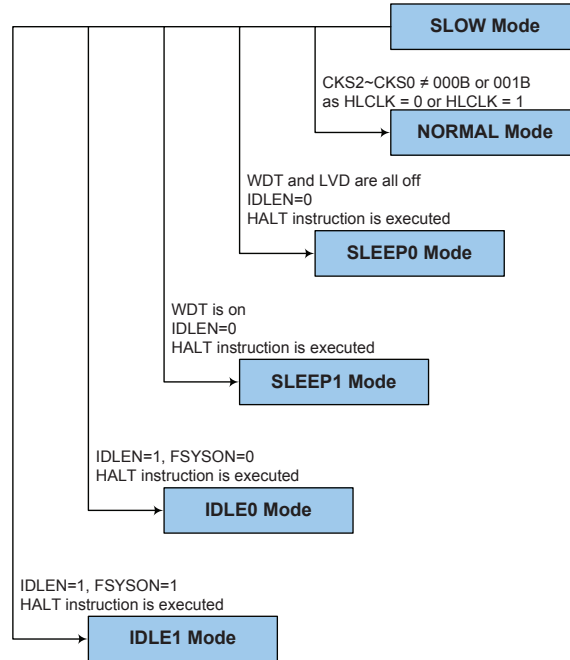 SLOW Mode
CKS2~CKS0 ≠ 000B or 001B
as HLCLK = 0 or HLCLK = 1
NORMAL Mode
WDT and LVD are all off
IDLEN=0
HALT instruction is executed
SLEEP0 Mode
WDT is on
IDLEN=0
HALT instruction is executed
SLEEP1 Mode
IDLEN=1, FSYSON=0
HALT instruction is executed
IDLE0 Mode
IDLEN=1, FSYSON=1
HALT instruction is executed
IDLE1 Mode